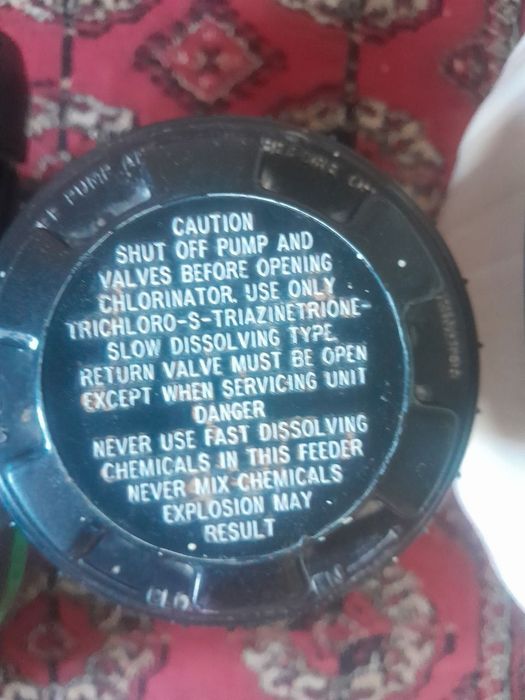 CAUTION
SHUT OFF PUMP AND
VALVES BEFORE OPENING
CHLORINATOR. USE ONLY
TRICHLORO-S-TRIAZINETRIONE-
SLOW DISSOLVING TYPE.
RETURN VALVE MUST BE OPEN
EXCEPT WHEN SERVICING UNIT
DANGER
NEVER USE FAST DISSOLVING
CHEMICALS IN THIS FEEDER
NEVER MIX CHEMICALS
EXPLOSION MAY
RESULT
PUMP
BEFORE